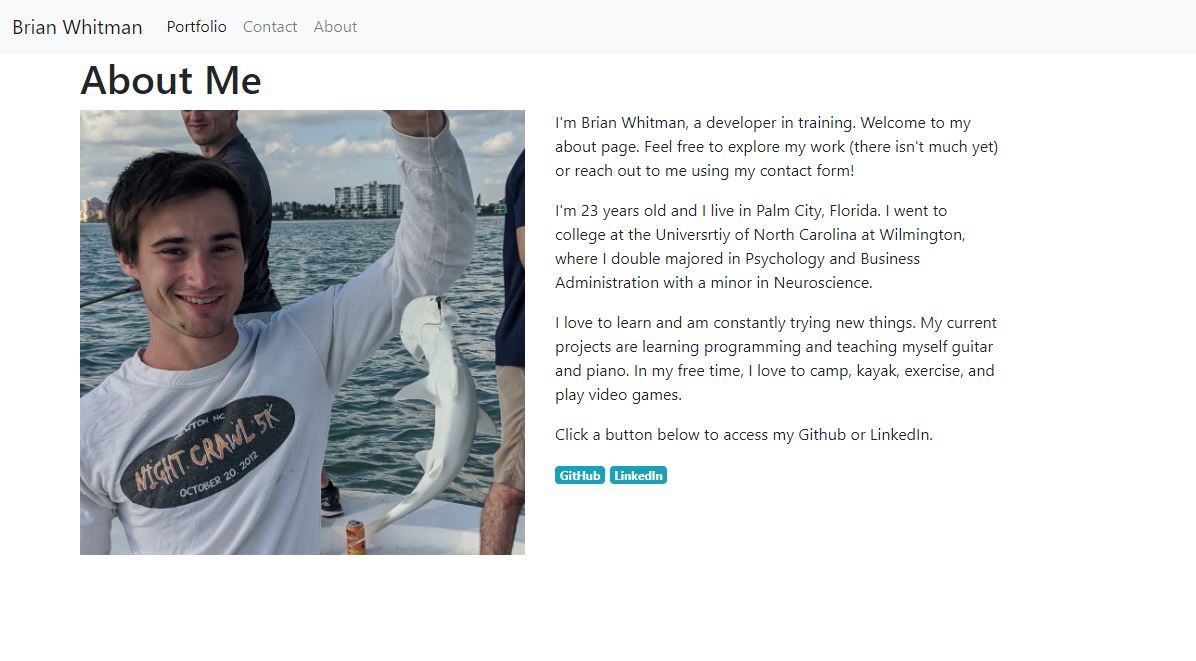 Brian Whitman Portfolio Contact About
About Me
I'm Brian Whitman, a developer in training. Welcome to my
about page. Feel free to explore my work (there isn't much yet)
or reach out to me using my contact form!
I'm 23 years old and I live in Palm City, Florida. I went to
college at the Universrtiy of North Carolina at Wilmington,
where I double majored in Psychology and Business
Administration with a minor in Neuroscience.
I love to learn and am constantly trying new things. My current
projects are learning programming and teaching myself guitar
and piano. In my free time, I love to camp, kayak, exercise, and
play video games.
Click a button below to access my Github or LinkedIn.
GitHub LinkedIn
NC
NIGHT CRAWL 5K
OCTOBER 20, 2012